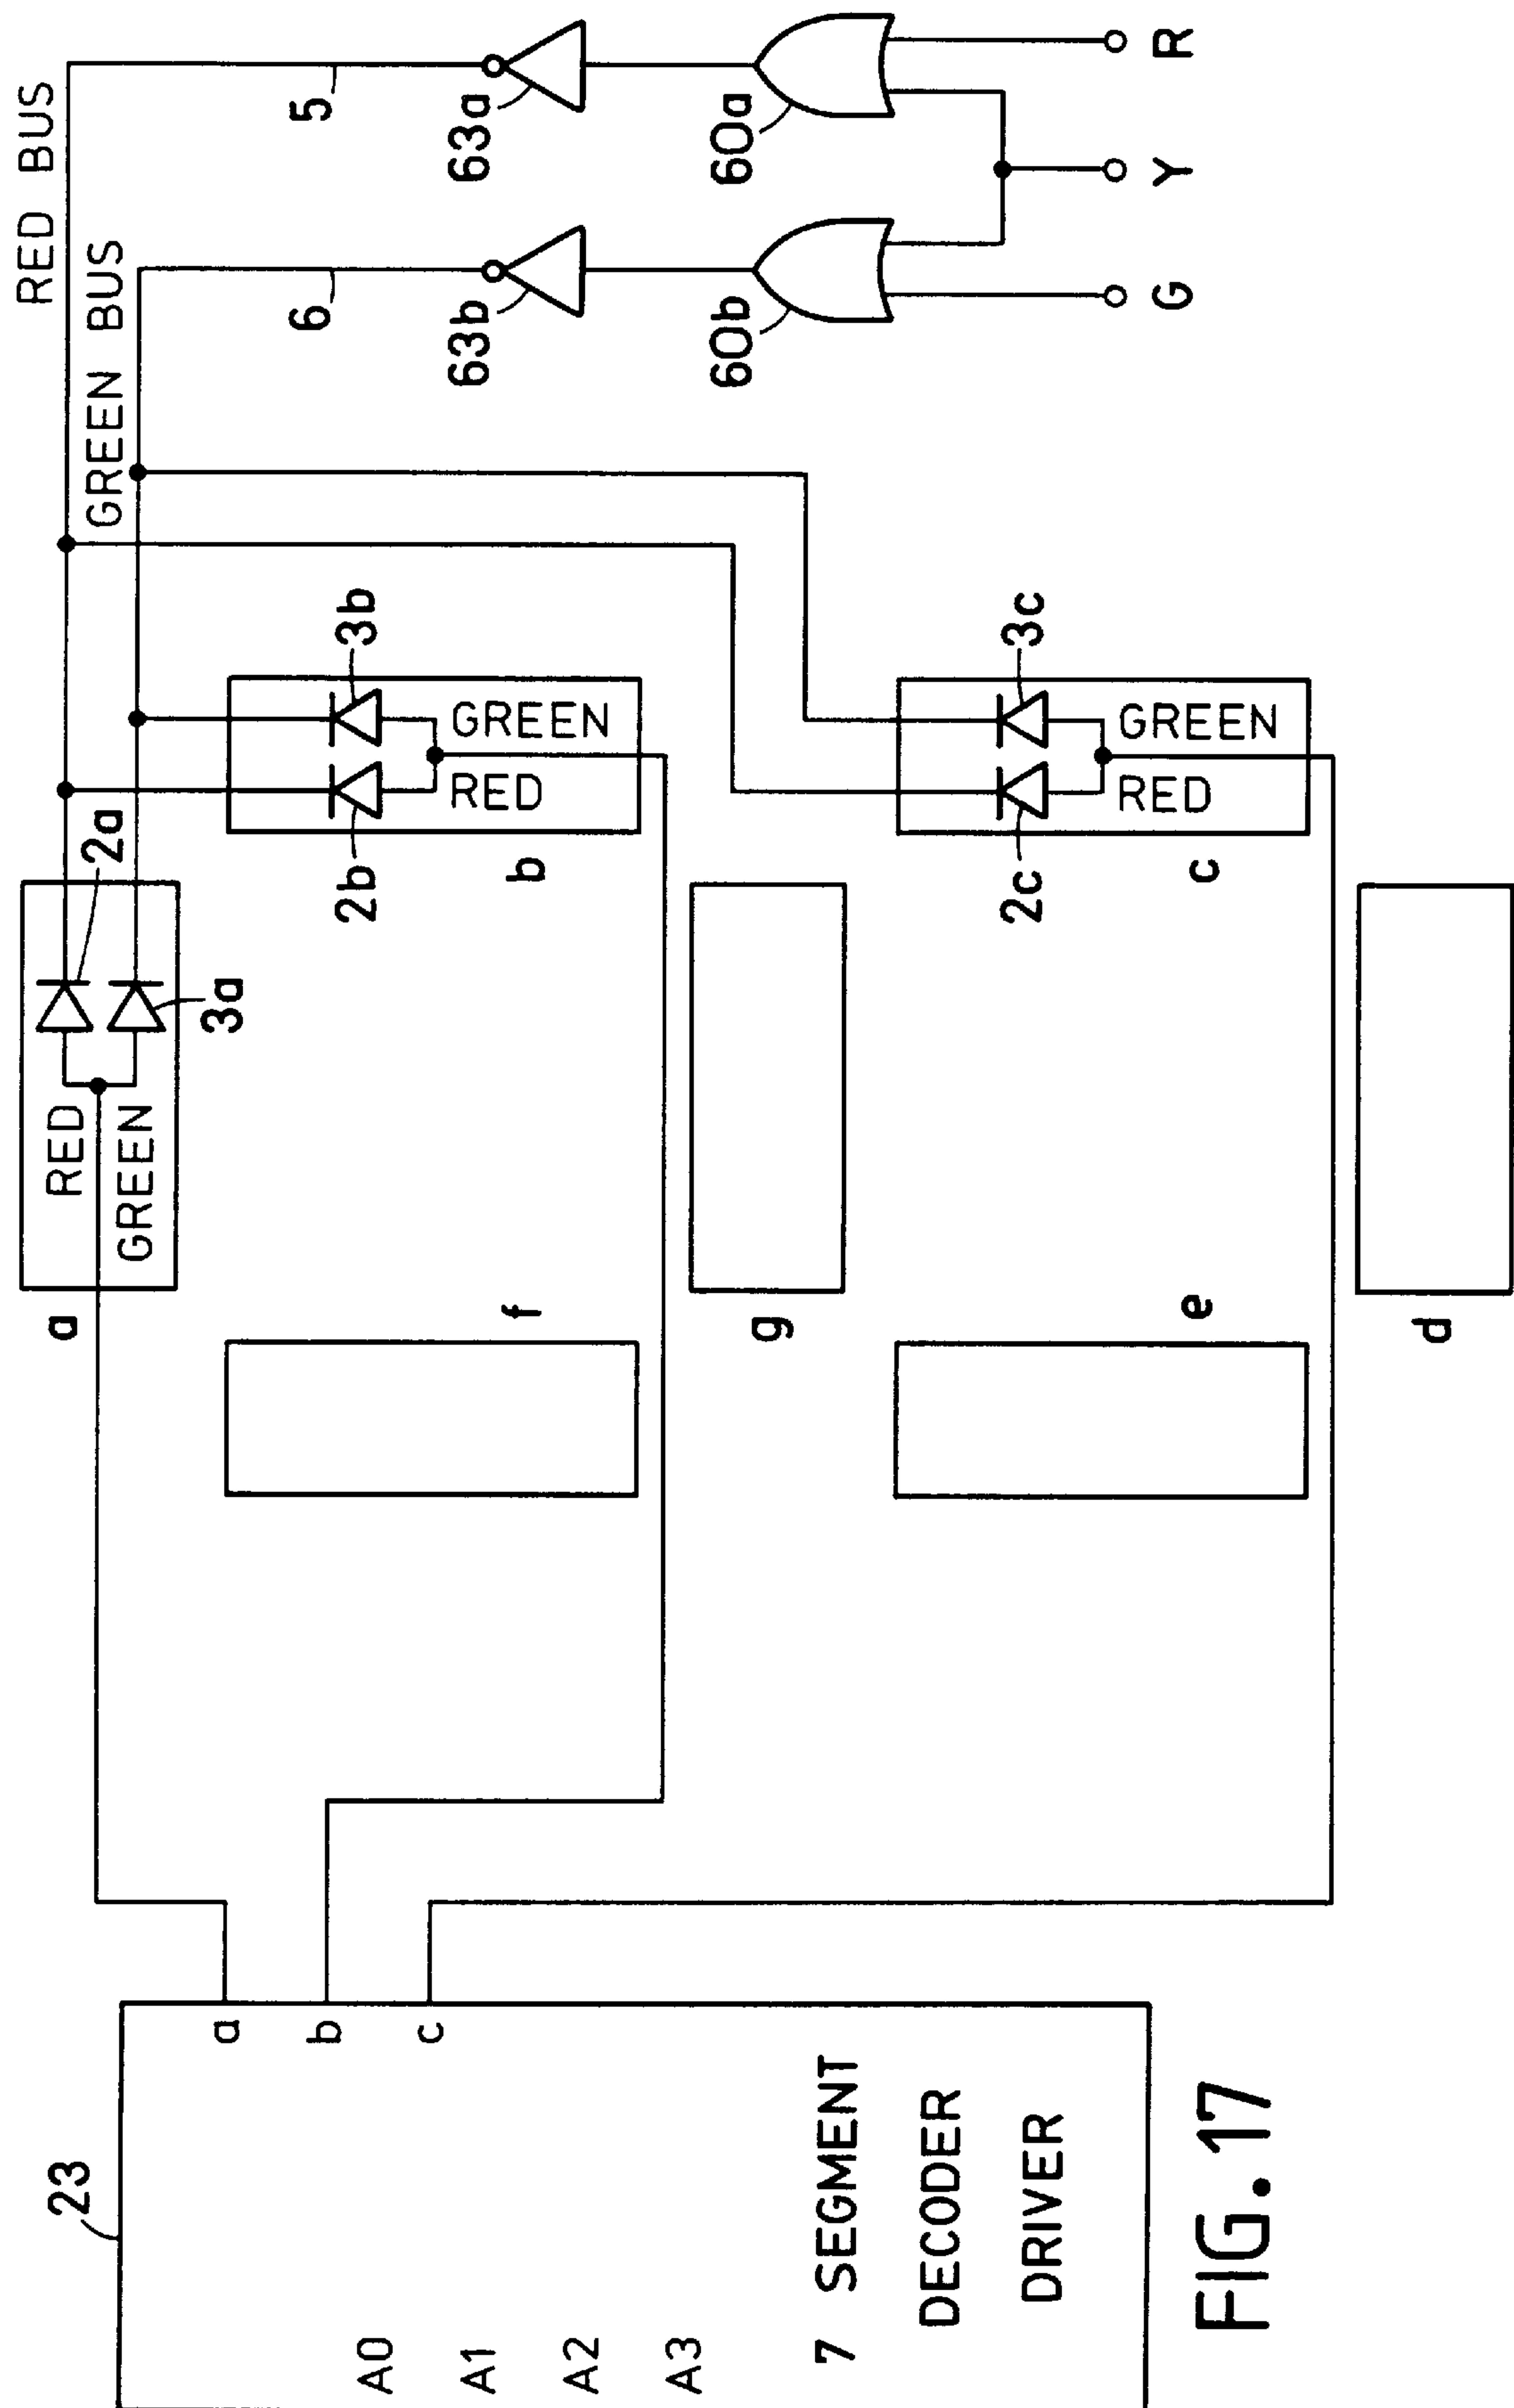 23
A0
A1
A2
A3
7 SEGMENT
DECODER
DRIVER
a
b
c
a
RED
GREEN
2a
3a
f
g
e
d
2b
3b
RED
GREEN
b
2c
3c
RED
GREEN
c
RED BUS
GREEN BUS
5
6
63a
63b
60a
60b
R
Y
G
FIG. 17